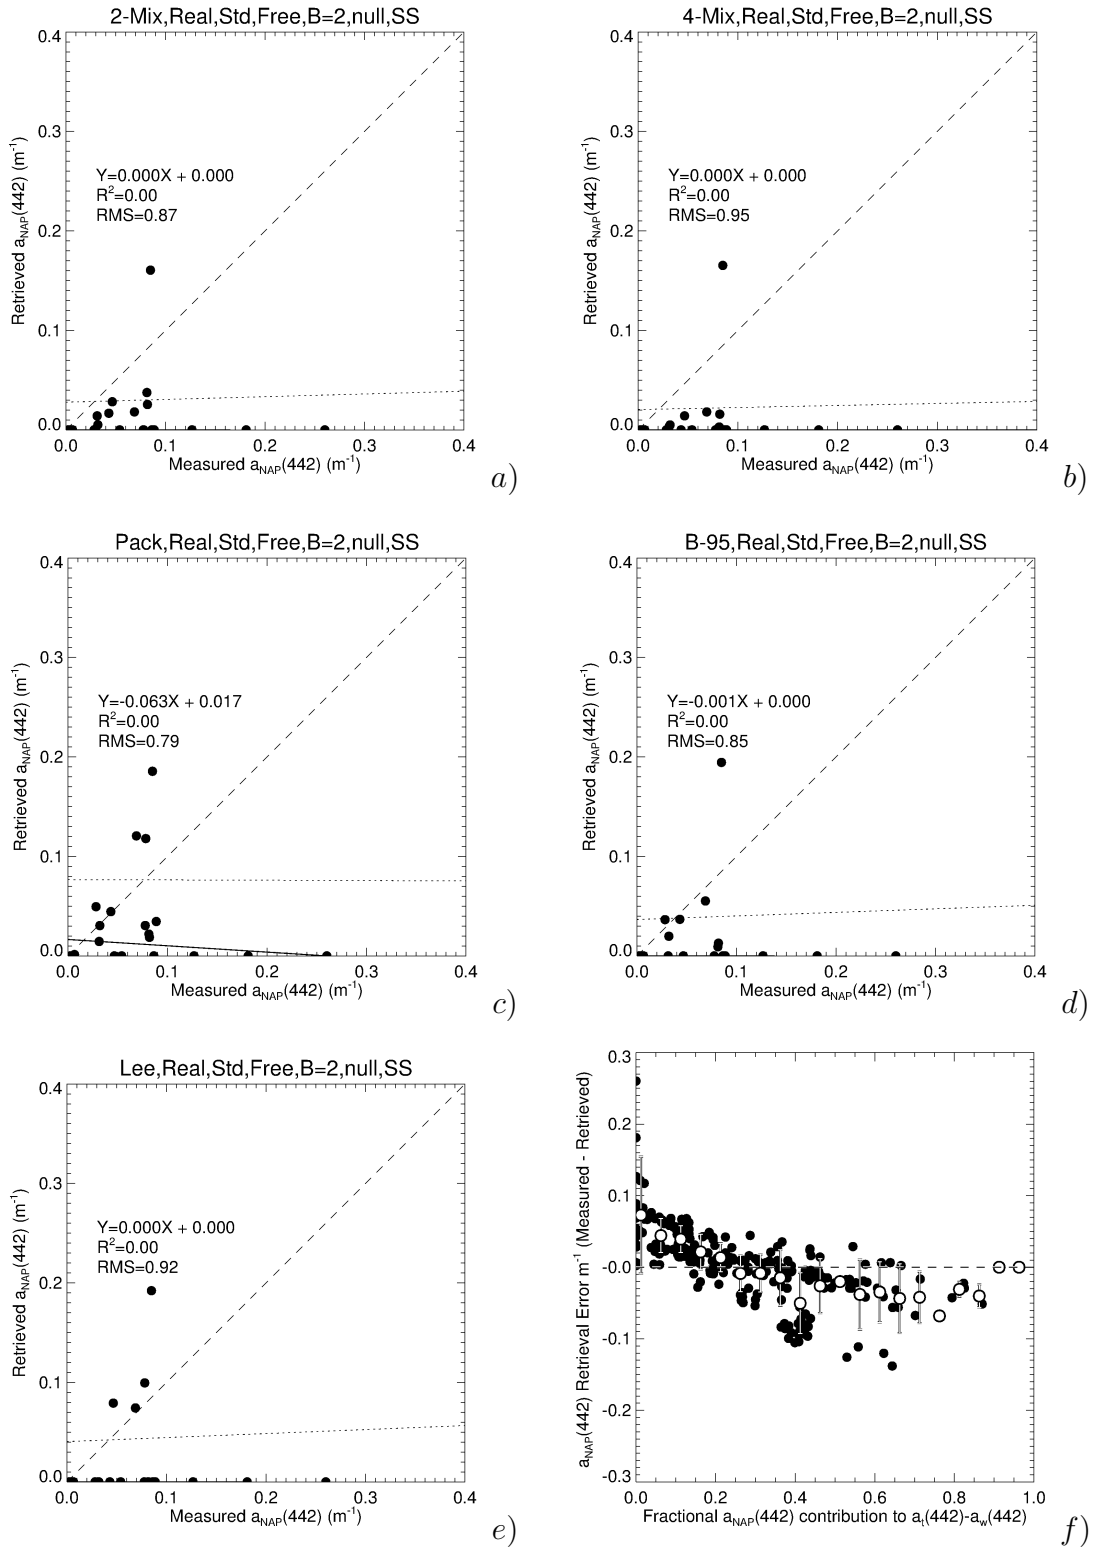 2-Mix,Real,Std,Free,B=2,null,SS
0.4
0.3
0.2
0.1
0.0
Retrieved a_NAP(442) (m^-1)
Y=0.000X + 0.000
R^2=0.00
RMS=0.87
0.0 0.1 0.2 0.3 0.4
Measured a_NAP(442) (m^-1)
a)
4-Mix,Real,Std,Free,B=2,null,SS
0.4
0.3
0.2
0.1
0.0
Retrieved a_NAP(442) (m^-1)
Y=0.000X + 0.000
R^2=0.00
RMS=0.95
0.0 0.1 0.2 0.3 0.4
Measured a_NAP(442) (m^-1)
b)
Pack,Real,Std,Free,B=2,null,SS
0.4
0.3
0.2
0.1
0.0
Retrieved a_NAP(442) (m^-1)
Y=-0.063X + 0.017
R^2=0.00
RMS=0.79
0.0 0.1 0.2 0.3 0.4
Measured a_NAP(442) (m^-1)
c)
B-95,Real,Std,Free,B=2,null,SS
0.4
0.3
0.2
0.1
0.0
Retrieved a_NAP(442) (m^-1)
Y=-0.001X + 0.000
R^2=0.00
RMS=0.85
0.0 0.1 0.2 0.3 0.4
Measured a_NAP(442) (m^-1)
d)
Lee,Real,Std,Free,B=2,null,SS
0.4
0.3
0.2
0.1
0.0
Retrieved a_NAP(442) (m^-1)
Y=0.000X + 0.000
R^2=0.00
RMS=0.92
0.0 0.1 0.2 0.3 0.4
Measured a_NAP(442) (m^-1)
e)
0.3
0.2
0.1
-0.0
-0.1
-0.2
-0.3
a_NAP(442) Retrieval Error m^-1 (Measured - Retrieved)
0.0 0.2 0.4 0.6 0.8 1.0
Fractional a_NAP(442) contribution to a_t(442)-a_w(442)
f)